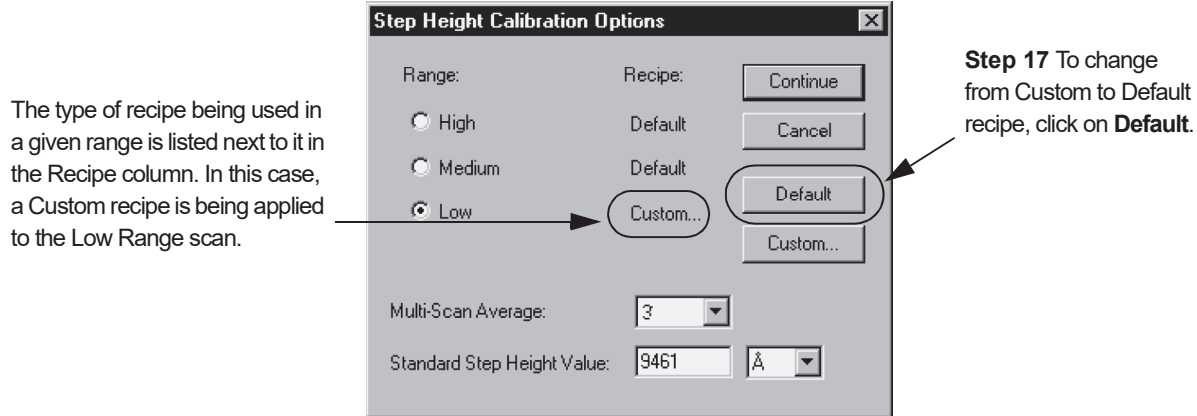 Step Height Calibration Options
The type of recipe being used in
a given range is listed next to it in
the Recipe column. In this case,
a Custom recipe is being applied
to the Low Range scan.
Range:
Recipe:
High
Default
Medium
Default
Low
Custom...
Continue
Cancel
Default
Custom...
Multi-Scan Average:
3
Standard Step Height Value:
9461
Å
Step 17 To change
from Custom to Default
recipe, click on Default.